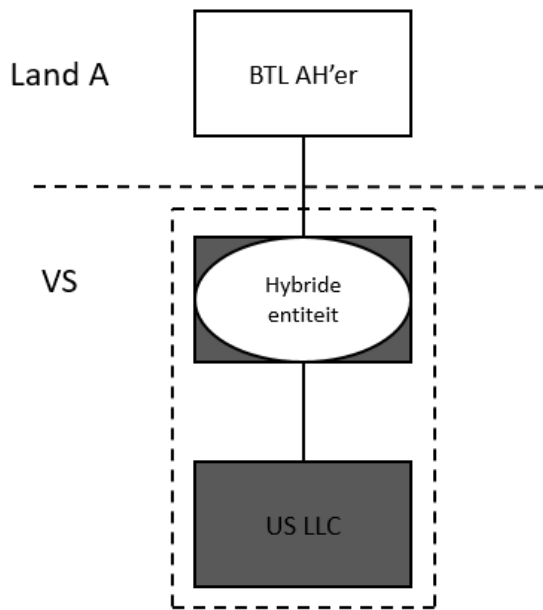 Land A
BTL AH'er
VS
Hybride
entiteit
US LLC